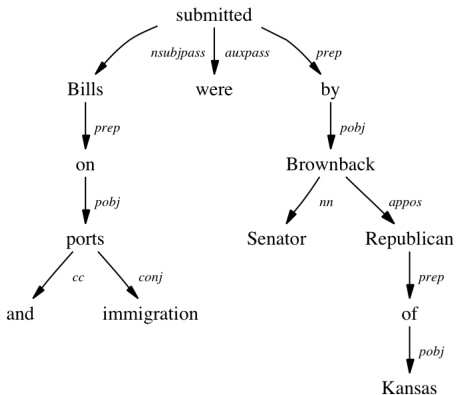 submitted
nsubjpass auxpass prep
Bills were by
prep pobj
on Brownback
pobj nn appos
ports Senator Republican
cc conj prep
and immigration of
pobj
Kansas